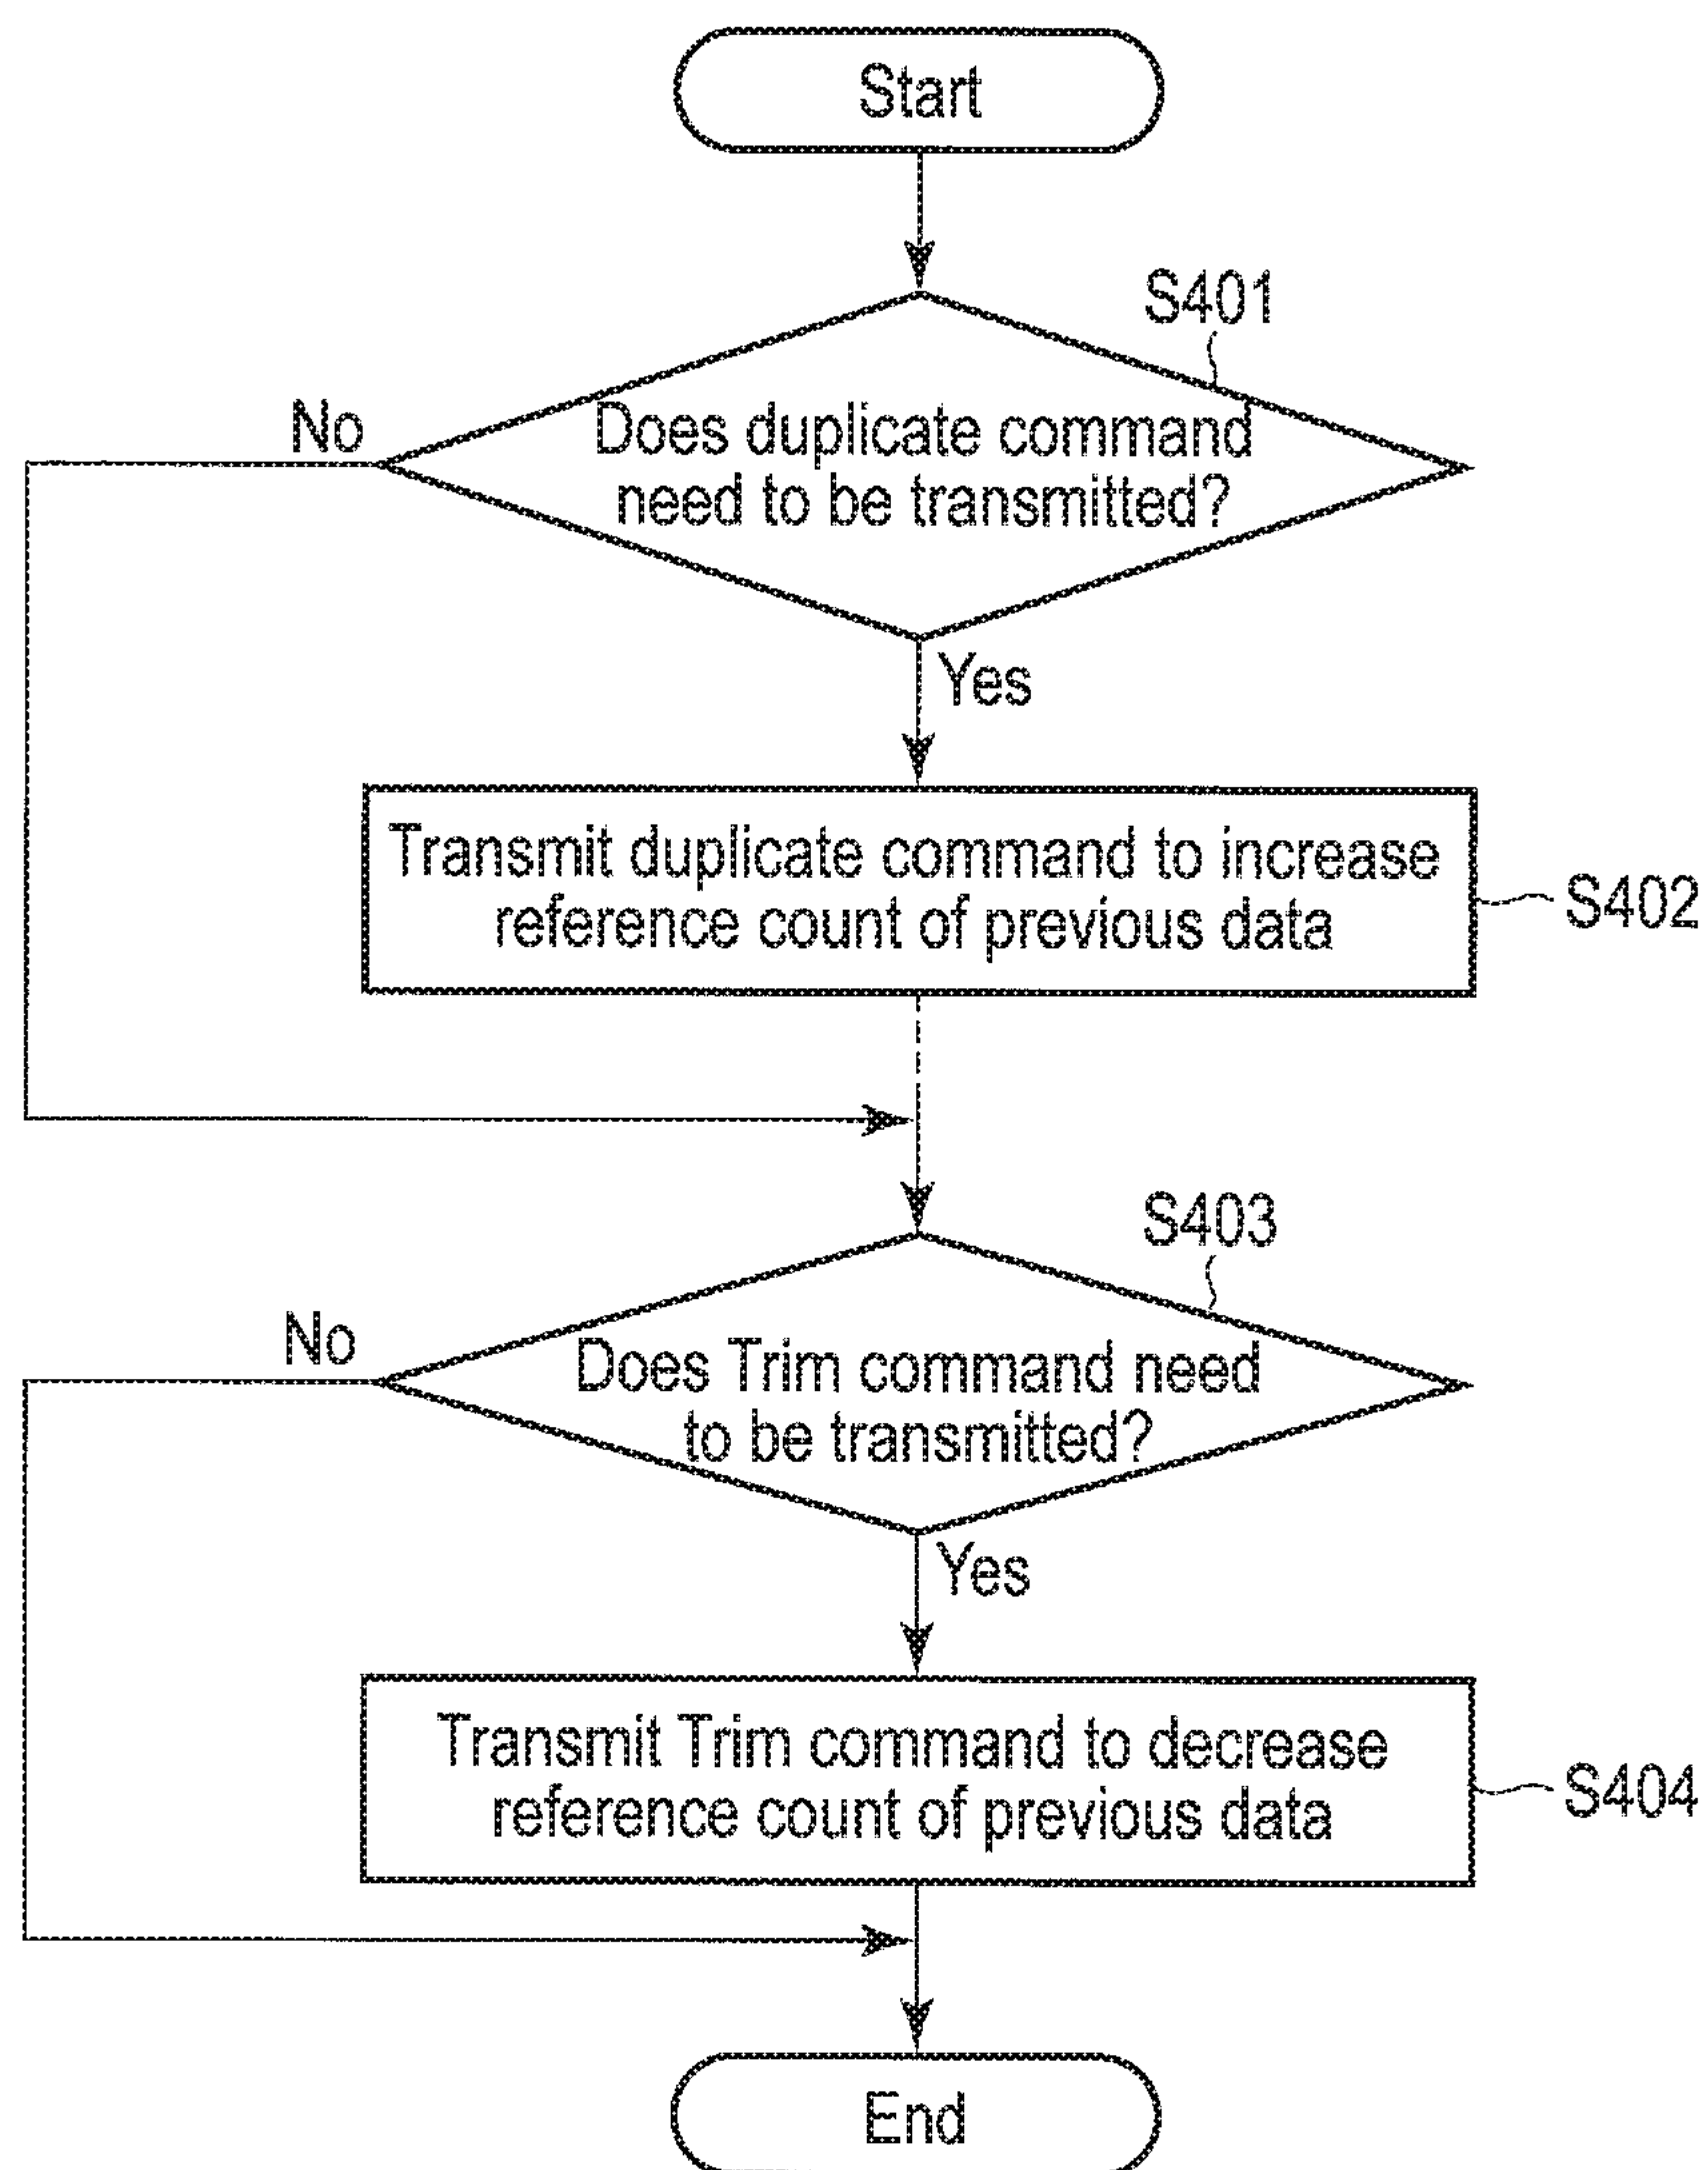 Start
S401
No
Does duplicate command
need to be transmitted?
Yes
Transmit duplicate command to increase
reference count of previous data
S402
S403
No
Does Trim command need
to be transmitted?
Yes
Transmit Trim command to decrease
reference count of previous data
S404
End